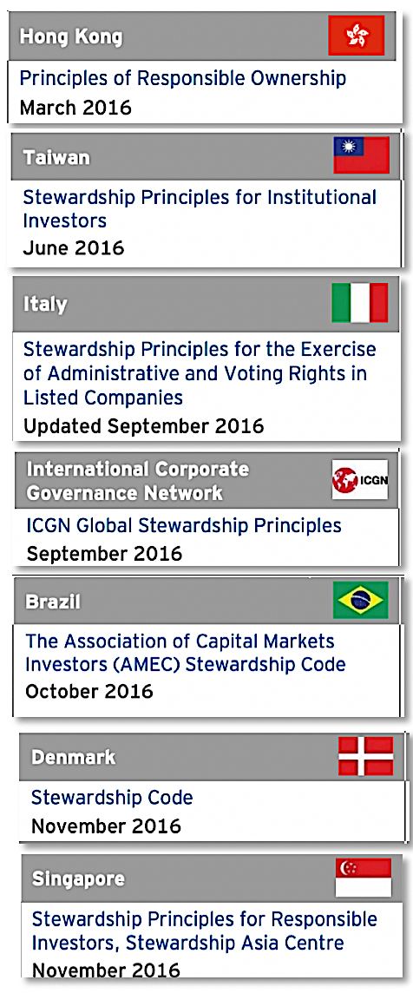 Hong Kong
Principles of Responsible Ownership
March 2016
Taiwan
Stewardship Principles for Institutional
Investors
June 2016
Italy
Stewardship Principles for the Exercise
of Administrative and Voting Rights in
Listed Companies
Updated September 2016
International Corporate
Governance Network
ICGN
ICGN Global Stewardship Principles
September 2016
Brazil
The Association of Capital Markets
Investors (AMEC) Stewardship Code
October 2016
Denmark
Stewardship Code
November 2016
Singapore
Stewardship Principles for Responsible
Investors, Stewardship Asia Centre
November 2016